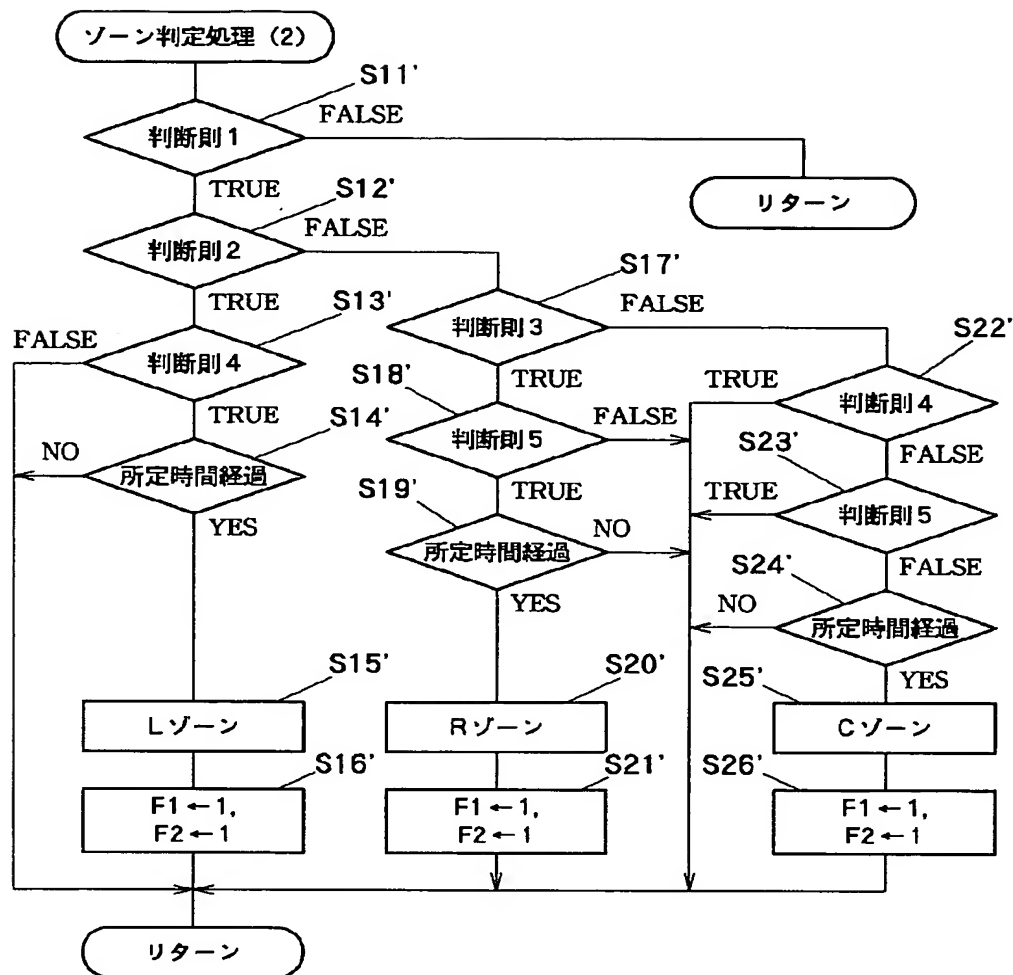 ゾーン判定処理（2）
S11'
判断則1
FALSE
TRUE
リターン
S12'
判断則2
FALSE
TRUE
S17'
判断則3
FALSE
TRUE
S13'
FALSE
判断則4
TRUE
S22'
TRUE
判断則4
FALSE
S18'
判断則5
FALSE
TRUE
S14'
NO
所定時間経過
YES
S23'
TRUE
判断則5
FALSE
S19'
所定時間経過
NO
YES
S24'
NO
所定時間経過
YES
S15'
Lゾーン
S20'
Rゾーン
S25'
Cゾーン
S16'
F1←1,
F2←1
S21'
F1←1,
F2←1
S26'
F1←1,
F2←1
リターン